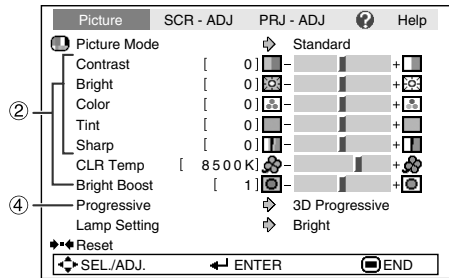 Picture SCR - ADJ PRJ - ADJ ? Help
Picture Mode Standard
Contrast [ 0] - +
② Bright [ 0] - +
Color [ 0] - +
Tint [ 0] - +
Sharp [ 0] - +
CLR Temp [ 8500K] - +
Bright Boost [ 1] - +
④ Progressive 3D Progressive
Lamp Setting Bright
Reset
SEL./ADJ. ENTER END